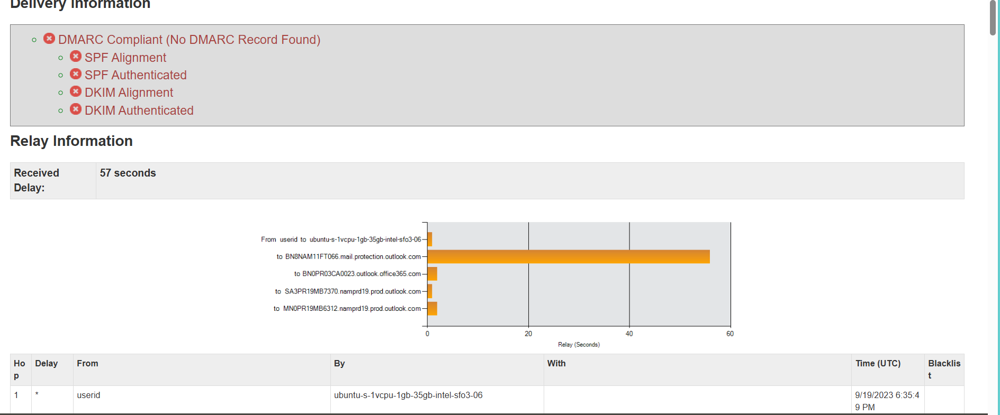 Delivery Information
DMARC Compliant (No DMARC Record Found)
SPF Alignment
SPF Authenticated
DKIM Alignment
DKIM Authenticated
Relay Information
Received
Delay:
57 seconds
From userid to ubuntu-s-1vcpu-1gb-35gb-intel-sfo3-06
to BN8NAM11FT066.mail.protection.outlook.com
to BN0PR03CA0023.outlook.office365.com
to SA3PR19MB7370.namprd19.prod.outlook.com
to MN0PR19MB6312.namprd19.prod.outlook.com
0 20 40 60
Relay (Seconds)
Ho
p
Delay
From
By
With
Time (UTC)
Blacklis
t
1
*
userid
ubuntu-s-1vcpu-1gb-35gb-intel-sfo3-06
9/19/2023 6:35:4
9 PM